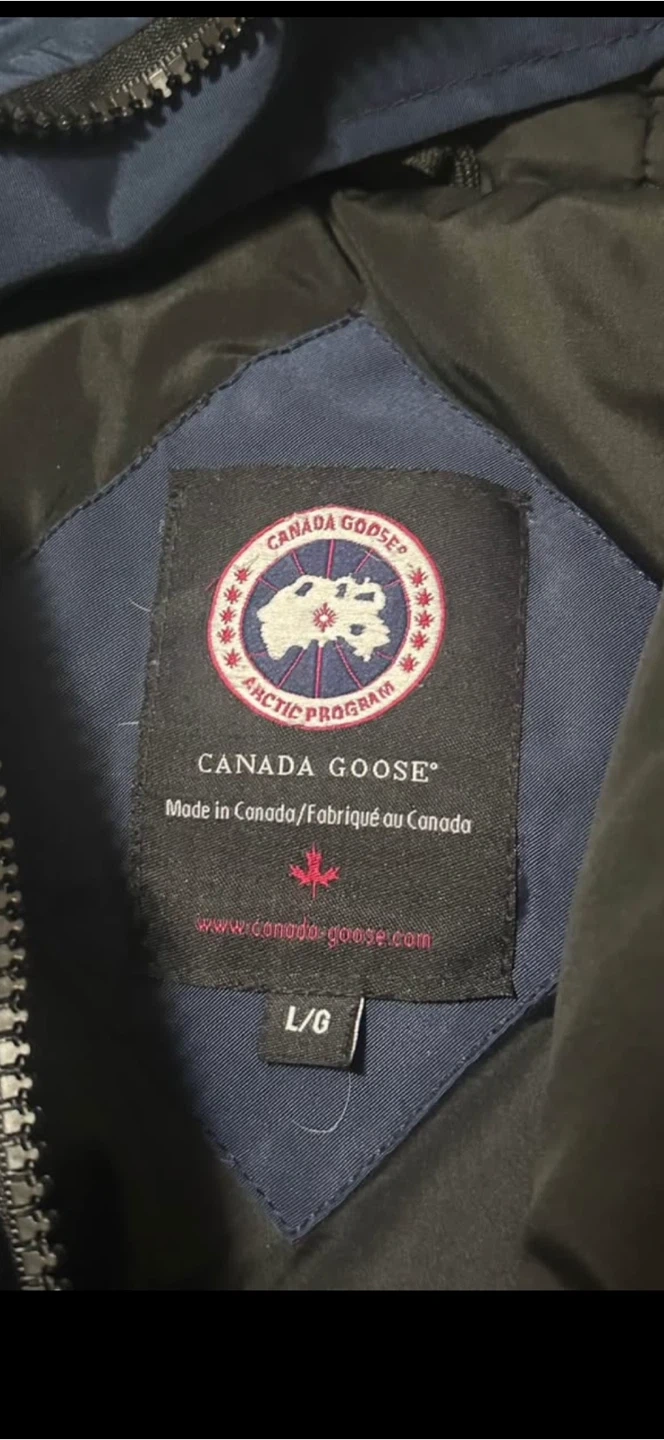 CANADA GOOSE®
ARCTIC PROGRAM
CANADA GOOSE®
Made in Canada/Fabriqué au Canada
www.canada-goose.com
L/G